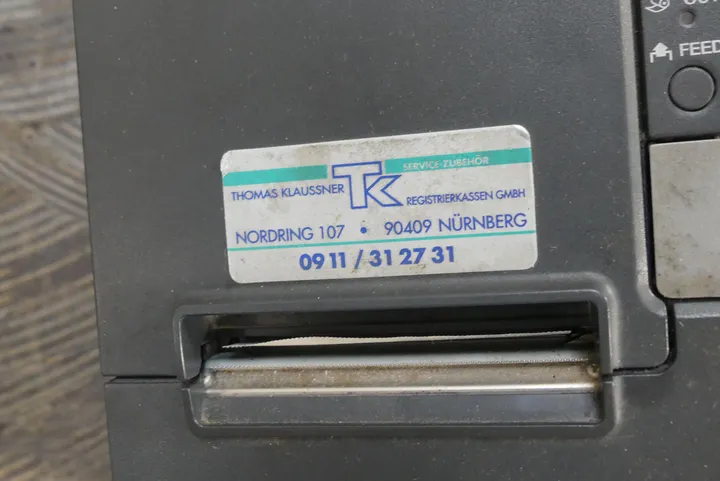 FEED
SERVICE-ZUBEHÖR
TK
THOMAS KLAUSSNER REGISTRIERKASSEN GMBH
NORDRING 107 • 90409 NÜRNBERG
09 11 / 31 27 31